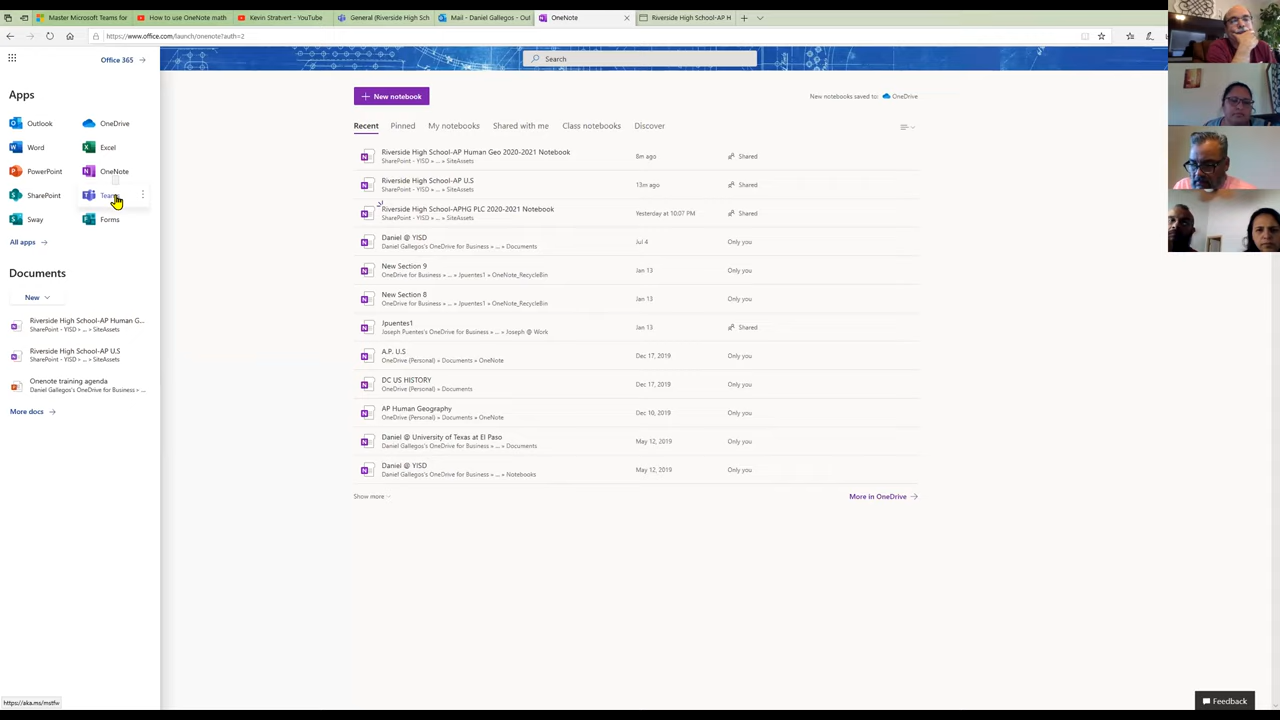 Master Microsoft Teams for
How to use OneNote math
Kevin Stratvert - YouTube
General (Riverside High Sch
Mail - Daniel Gallegos - Out
OneNote
Riverside High School-AP H
https://www.office.com/launch/onenote?auth=2
Office 365
Search
Apps
Outlook
OneDrive
Word
Excel
PowerPoint
OneNote
SharePoint
Sway
Forms
All apps
Documents
New
Riverside High School-AP Human G...
SharePoint - YISD » ... » SiteAssets
Riverside High School-AP U.S
SharePoint - YISD » ... » SiteAssets
Onenote training agenda
Daniel Gallegos's OneDrive for Business » ...
More docs
New notebook
New notebooks saved to: OneDrive
Recent Pinned My notebooks Shared with me Class notebooks Discover
Riverside High School-AP Human Geo 2020-2021 Notebook
SharePoint - YISD » ... » SiteAssets
8m ago
Shared
Riverside High School-AP U.S
SharePoint - YISD » ... » SiteAssets
13m ago
Shared
Riverside High School-APHG PLC 2020-2021 Notebook
SharePoint - YISD » ... » SiteAssets
Yesterday at 10:07 PM
Shared
Daniel @ YISD
Daniel Gallegos's OneDrive for Business » ... » Documents
Jul 4
Only you
New Section 9
OneDrive for Business » ... » Jpuentes1 » OneNote_RecycleBin
Jan 13
Only you
New Section 8
OneDrive for Business » ... » Jpuentes1 » OneNote_RecycleBin
Jan 13
Only you
Jpuentes1
Joseph Puentes's OneDrive for Business » ... » Joseph @ Work
Jan 13
Shared
A.P. U.S
OneDrive (Personal) » Documents » OneNote
Dec 17, 2019
Only you
DC US HISTORY
OneDrive (Personal) » Documents
Dec 17, 2019
Only you
AP Human Geography
OneDrive (Personal) » Documents » OneNote
Dec 10, 2019
Only you
Daniel @ University of Texas at El Paso
Daniel Gallegos's OneDrive for Business » ... » Documents
May 12, 2019
Only you
Daniel @ YISD
Daniel Gallegos's OneDrive for Business » ... » Notebooks
May 12, 2019
Only you
Show more
More in OneDrive
Feedback
https://aka.ms/mstfw